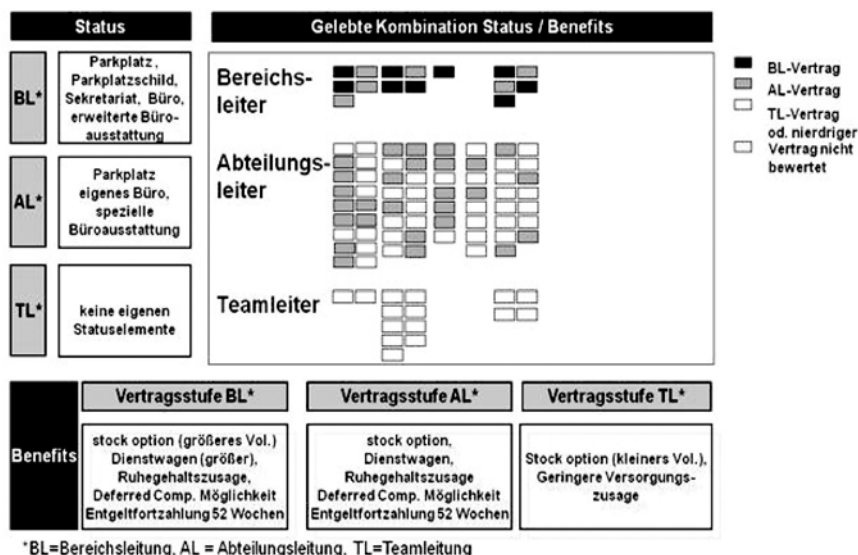 Status
Gelebte Kombination Status / Benefits
BL*
Parkplatz ,
Parkplatzschild,
Sekretariat, Büro,
erweiterte Büro-
ausstattung
AL*
Parkplatz
eigenes Büro,
spezielle
Büroausstattung
TL*
keine eigenen
Statuselemente
Bereichs-
leiter
Abteilungs-
leiter
Teamleiter
BL-Vertrag
AL-Vertrag
TL-Vertrag
od. nierdriger
Vertrag nicht
bewertet
Benefits
Vertragsstufe BL*
stock option (größeres Vol.)
Dienstwagen (größer),
Ruhegehaltszusage,
Deferred Comp. Möglichkeit
Entgeltfortzahlung 52 Wochen
Vertragsstufe AL*
stock option,
Dienstwagen,
Ruhegehaltszusage
Deferred Comp. Möglichkeit
Entgeltfortzahlung 52 Wochen
Vertragsstufe TL*
Stock option (kleiners Vol.),
Geringere Versorgungs-
zusage
*BL=Bereichsleitung, AL = Abteilungsleitung, TL=Teamleitung